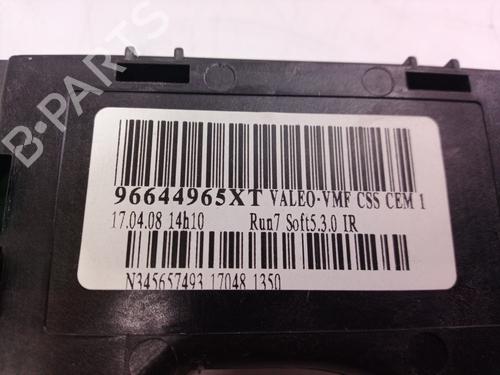 B-PARTS
96644965XT VALEO-VMF CSS CEM 1
17.04.08 14h10 Run7 Soft5.3.0 IR
N345657493 17048 1350